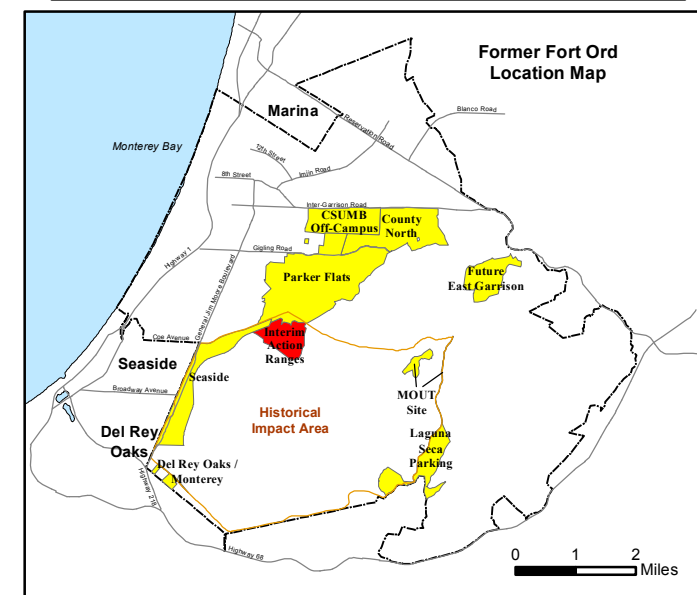 Former Fort Ord
Location Map
Marina
Blanco Road
Reservation Road
Monterey Bay
12th Street
Imjin Road
8th Street
Inter-Garrison Road
CSUMB
Off-Campus
County
North
Gigling Road
Highway 1
General Jim Moore Boulevard
Parker Flats
Future
East Garrison
Coe Avenue
Interim
Action
Ranges
Seaside
Seaside
Broadway Avenue
MOUT
Site
Historical
Impact Area
Del Rey
Oaks
Laguna
Seca
Parking
Del Rey Oaks /
Monterey
Highway 218
Highway 68
0 1 2
Miles